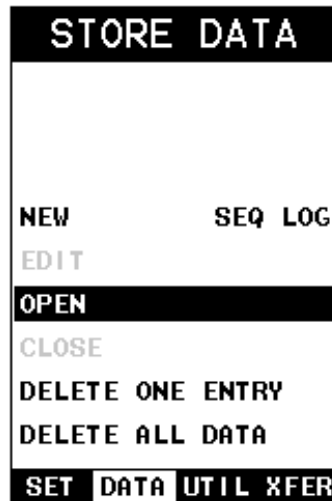 STORE DATA
NEW SEQ LOG
EDIT
OPEN
CLOSE
DELETE ONE ENTRY
DELETE ALL DATA
SET DATA UTIL XFER